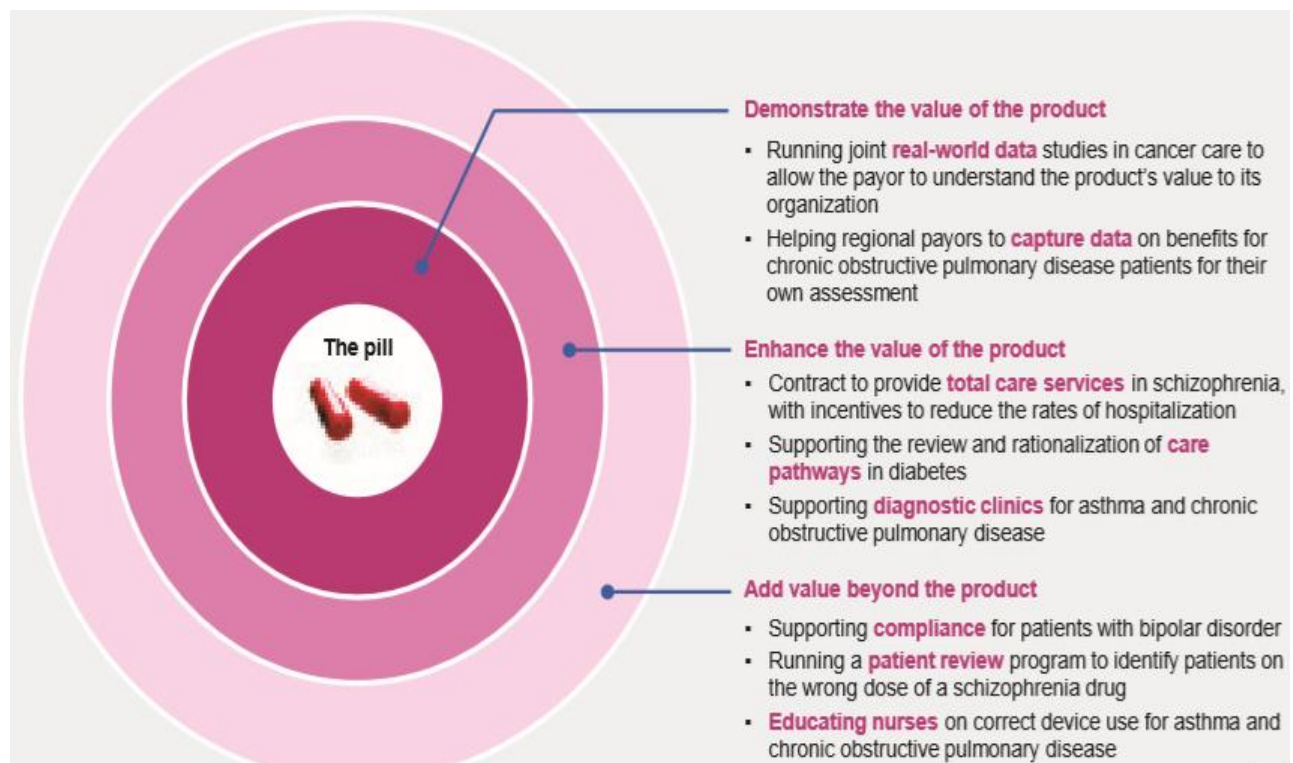 The pill
Demonstrate the value of the product
▪ Running joint real-world data studies in cancer care to
allow the payor to understand the product's value to its
organization
▪ Helping regional payors to capture data on benefits for
chronic obstructive pulmonary disease patients for their
own assessment
Enhance the value of the product
▪ Contract to provide total care services in schizophrenia,
with incentives to reduce the rates of hospitalization
▪ Supporting the review and rationalization of care
pathways in diabetes
▪ Supporting diagnostic clinics for asthma and chronic
obstructive pulmonary disease
Add value beyond the product
▪ Supporting compliance for patients with bipolar disorder
▪ Running a patient review program to identify patients on
the wrong dose of a schizophrenia drug
▪ Educating nurses on correct device use for asthma and
chronic obstructive pulmonary disease